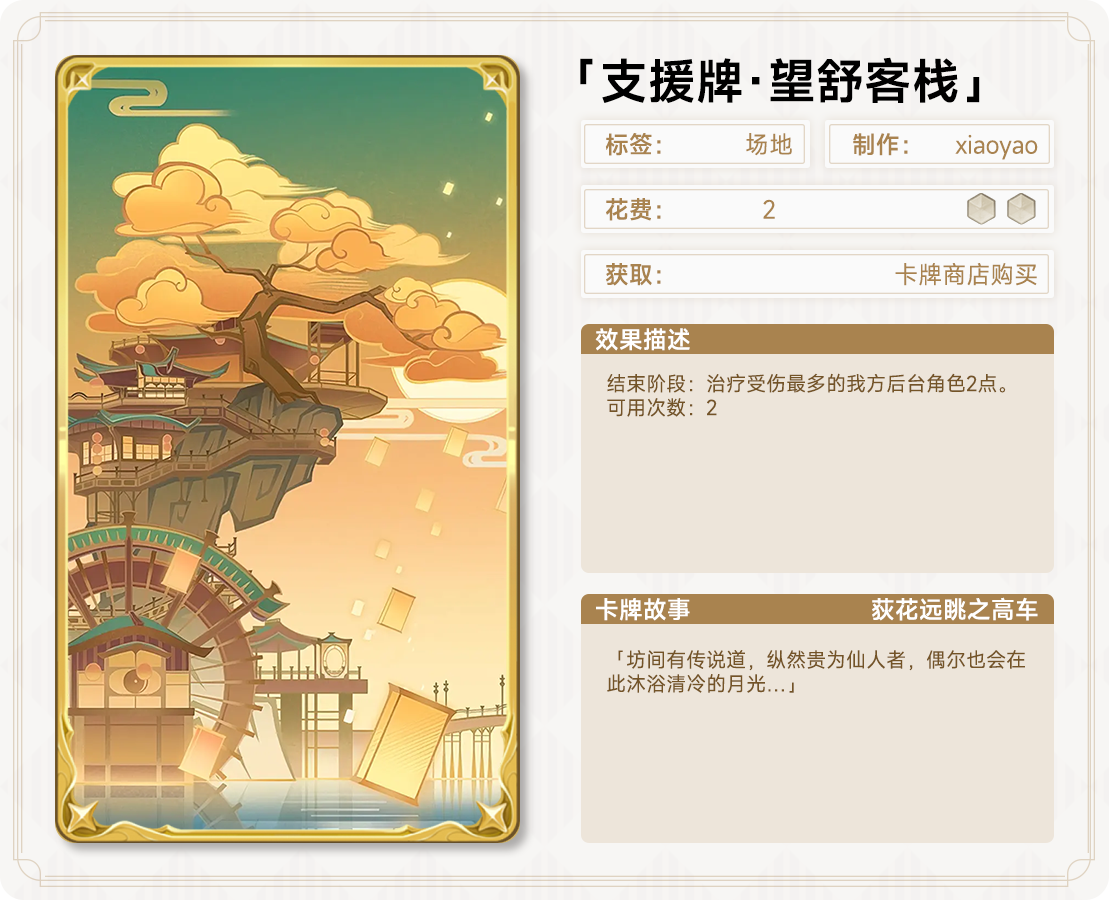 「支援牌·望舒客栈」
标签： 场地 制作： xiaoyao
花费： 2
获取： 卡牌商店购买
效果描述
结束阶段：治疗受伤最多的我方后台角色2点。
可用次数：2
卡牌故事 荻花远眺之高车
「坊间有传说道，纵然贵为仙人者，偶尔也会在
此沐浴清冷的月光...」